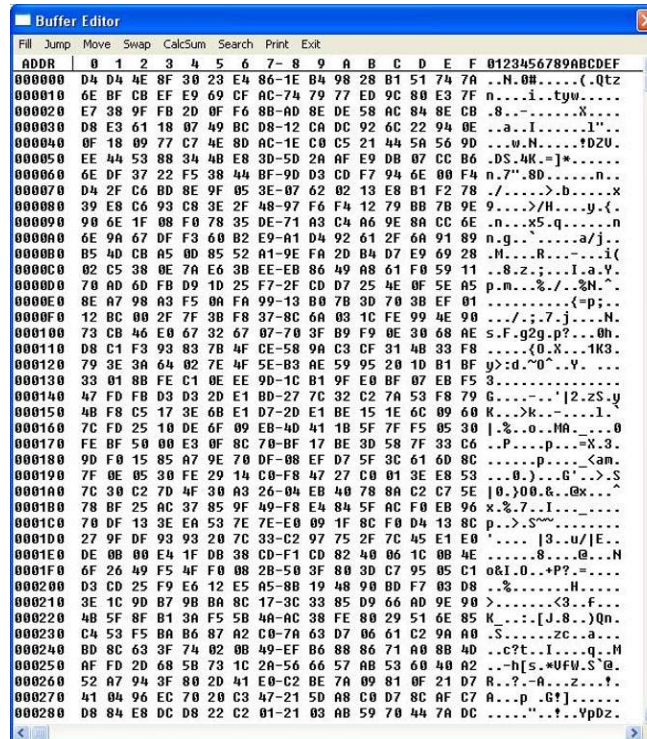 Buffer Editor
Fill Jump Move Swap CalcSum Search Print Exit
ADDR 0 1 2 3 4 5 6 7- 8 9 A B C D E F 0123456789ABCDEF
000000 D4 D4 4E 8F 30 23 E4 86-1E B4 98 28 B1 51 74 7A ..N.0#.....(.Qtz
000010 6E BF CB EF E9 69 CF AC-74 79 77 ED 9C 80 E3 7F n....i..tyw.....
000020 E7 38 9F FB 2D 0F F6 8B-AD 8E DE 58 AC 84 8E CB .8..-......X....
000030 D8 E3 61 18 07 49 BC D8-12 CA DC 92 6C 22 94 0E ..a..I......l"..
000040 0F 18 09 77 C7 4E 8D AC-1E C0 C5 21 44 5A 56 9D ...w.N.....!DZV.
000050 EE 44 53 88 34 4B E8 3D-5D 2A AF E9 DB 07 CC B6 .DS.4K.=]*......
000060 6E DF 37 22 F5 38 44 BF-9D D3 CD F7 94 6E 00 F4 n.7".8D......n..
000070 D4 2F C6 BD 8E 9F 05 3E-07 62 02 13 E8 B1 F2 78 ./.....>.b.....x
000080 39 E8 C6 93 C8 3E 2F 48-97 F6 F4 12 79 BB 7B 9E 9....>/H....y.{.
000090 90 6E 1F 08 F0 78 35 DE-71 A3 C4 A6 9E 8A CC 6E .n...x5.q......n
0000A0 6E 9A 67 DF F3 60 B2 E9-A1 D4 92 61 2F 6A 91 89 n.g..`.....a/j..
0000B0 B5 4D CB A5 0D 85 52 A1-9E FA 2D B4 D7 E9 69 28 .M....R...-...i(
0000C0 02 C5 38 0E 7A E6 3B EE-EB 86 49 A8 61 F0 59 11 ..8.z.;...I.a.Y.
0000D0 70 AD 6D FB D9 1D 25 F7-2F CD D7 25 4E 0F 5E A5 p.m...%./..%N.^.
0000E0 8E A7 98 A3 F5 0A FA 99-13 B0 7B 3D 70 3B EF 01 ..........{=p;..
0000F0 12 BC 00 2F 7F 3B F8 37-8C 6A 03 1C FE 99 4E 90 .../.;.7.j....N.
000100 73 CB 46 E0 67 32 67 07-70 3F B9 F9 0E 30 68 AE s.F.g2g.p?...0h.
000110 D8 C1 F3 93 83 7B 4F CE-58 9A C3 CF 31 4B 33 F8 .....{O.X...1K3.
000120 79 3E 3A 64 02 7E 4F 5E-B3 AE 59 95 20 1D B1 BF y>:d.~O^..Y. ...
000130 33 01 8B FE C1 0E EE 9D-1C B1 9F E0 BF 07 EB F5 3...............
000140 47 FD FB D3 D3 2D E1 BD-27 7C 32 C2 7A 53 F8 79 G....-..'|2.zS.y
000150 4B F8 C5 17 3E 6B E1 D7-2D E1 BE 15 1E 6C 09 60 K...>k..-....l.`
000160 7C FD 25 10 DE 6F 09 EB-4D 41 1B 5F 7F F5 05 30 |.%..o..MA._...0
000170 FE BF 50 00 E3 0F 8C 70-BF 17 BE 3D 58 7F 33 C6 ..P....p...=X.3.
000180 9D F0 15 85 A7 9E 70 DF-08 EF D7 5F 3C 61 6D 8C ......p...._<am.
000190 7F 0E 05 30 FE 29 14 C0-F8 47 27 C0 01 3E E8 53 ...0.)...G'..>.S
0001A0 7C 30 C2 7D 4F 30 A3 26-04 EB 40 78 8A C2 C7 5E |0.}O0.&..@x...^
0001B0 78 BF 25 AC 37 85 9F 49-F8 E4 84 5F AC F0 EB 96 x.%.7..I..._....
0001C0 70 DF 13 3E EA 53 7E 7E-E0 09 1F 8C F0 D4 13 8C p..>.S~~........
0001D0 27 9F DF 93 93 20 7C 33-C2 97 75 2F 7C 45 E1 E0 '.... |3..u/|E..
0001E0 DE 0B 00 E4 1F DB 38 CD-F1 CD 82 40 06 1C 0B 4E ......8....@...N
0001F0 6F 26 49 F5 4F F0 08 2B-50 3F 80 3D C7 95 05 C1 o&I.O..+P?.=....
000200 D3 CD 25 F9 E6 12 E5 A5-8B 19 48 90 BD F7 03 D8 ..%.......H.....
000210 3E 1C 9D B7 9B BA 8C 17-3C 33 85 D9 66 AD 9E 90 >.......<3..f...
000220 4B 5F 8F B1 3A F5 5B 4A-AC 38 FE 80 29 51 6E 85 K_..:.[J.8..)Qn.
000230 C4 53 F5 BA B6 87 A2 C0-7A 63 D7 06 61 C2 9A A0 .S......zc..a...
000240 BD 8C 63 3F 74 02 0B 49-EF B6 88 86 71 A0 8B 4D ..c?t..I....q..M
000250 AF FD 2D 68 5B 73 1C 2A-56 66 57 AB 53 60 40 A2 ..-h[s.*VfW.S`@.
000260 52 A7 94 3F 80 2D 41 E0-C2 BE 7A 09 81 0F 21 D7 R..?.-A...z...!.
000270 41 04 96 EC 70 20 C3 47-21 5D A8 C0 D7 8C AF C7 A...p .G!]......
000280 D8 84 E8 DC D8 22 C2 01-21 03 AB 59 70 44 7A DC ....."..!..YpDz.